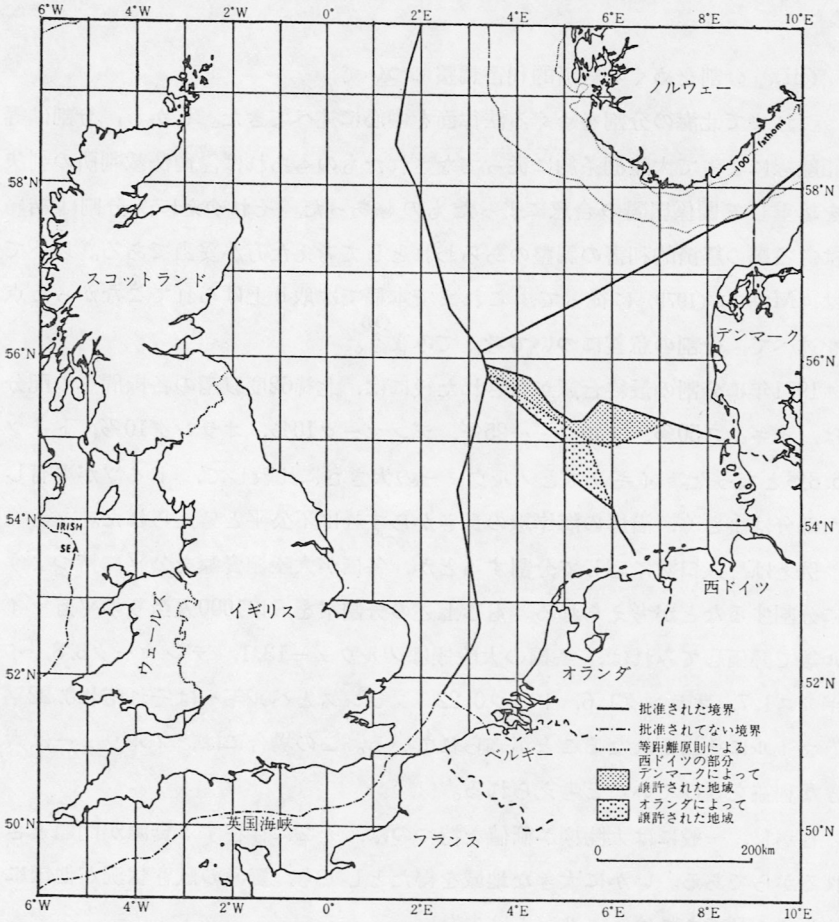 6°W
4°W
2°W
0°
2°E
4°E
6°E
8°E
10°E
ノルウェー
100 fathoms
58°N
58°N
スコットランド
デンマーク
56°N
56°N
54°N
54°N
IRISH
SEA
西ドイツ
イギリス
ウェールズ
オランダ
52°N
52°N
ベルギー
批准された境界
批准されてない境界
等距離原則による
西ドイツの部分
デンマークによって
譲許された地域
オランダによって
譲許された地域
50°N
50°N
英国海峡
フランス
0
200km
6°W
4°W
2°W
0°
2°E
4°E
6°E
8°E
10°E